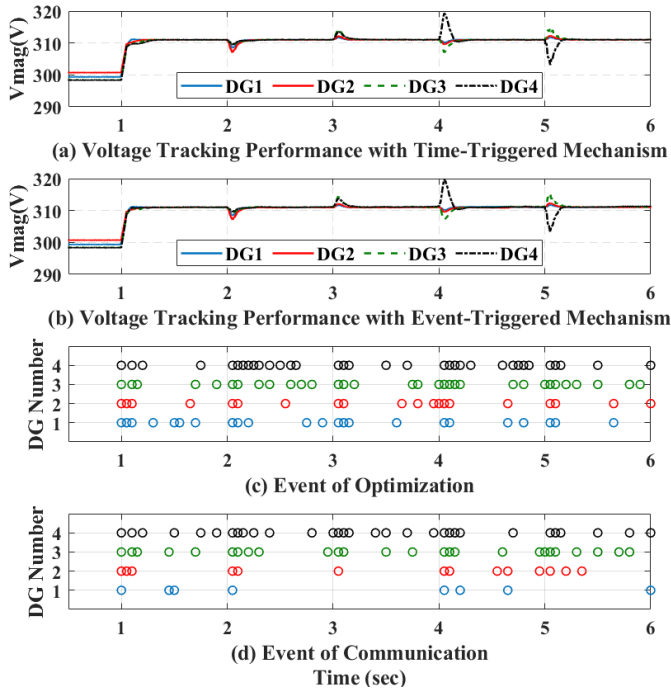 320
310
300
290
Vmag(V)
DG1 DG2 DG3 DG4
1 2 3 4 5 6
(a) Voltage Tracking Performance with Time-Triggered Mechanism
320
310
300
290
Vmag(V)
DG1 DG2 DG3 DG4
1 2 3 4 5 6
(b) Voltage Tracking Performance with Event-Triggered Mechanism
4
3
2
1
DG Number
1 2 3 4 5 6
(c) Event of Optimization
4
3
2
1
DG Number
1 2 3 4 5 6
(d) Event of Communication
Time (sec)